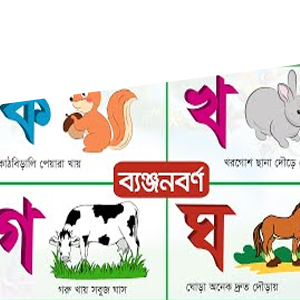 ক
খ
কাঠবিড়ালি পেয়ারা খায়
খরগোশ ছানা দৌড়ে
ব্যঞ্জনবর্ণ
গ
ঘ
গরু খায় সবুজ ঘাস
ঘোড়া অনেক দ্রুত দৌড়ায়